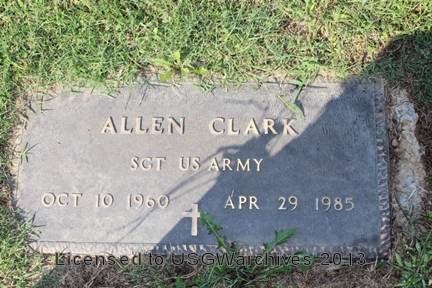 ALLEN CLARK
SGT US ARMY
OCT 10 1960 APR 29 1985
Licensed to USGWarchives 2013